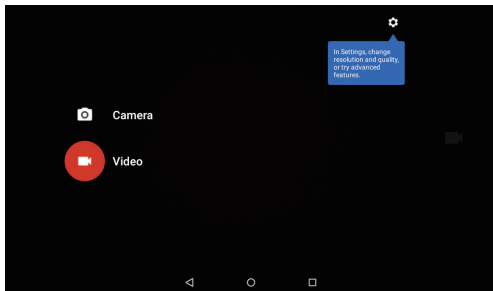 In Settings, change
resolution and quality,
or try advanced
features.
Camera
Video